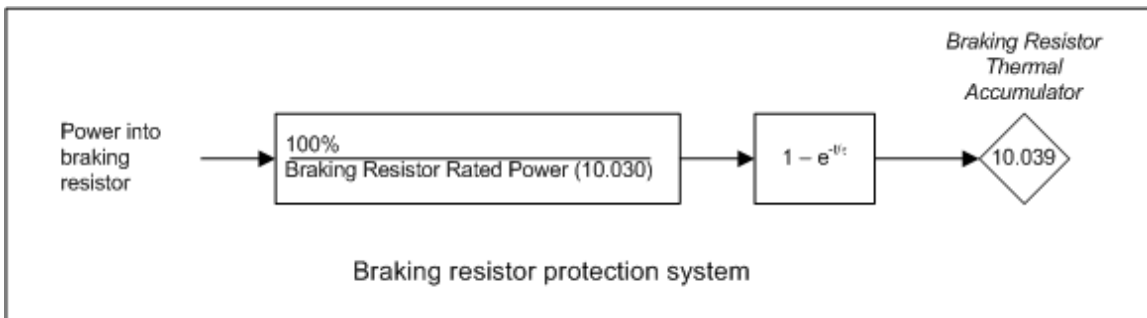 Braking Resistor
Thermal
Accumulator
Power into
braking
resistor
100%
Braking Resistor Rated Power (10.030)
1 – e^-t/τ
10.039
Braking resistor protection system